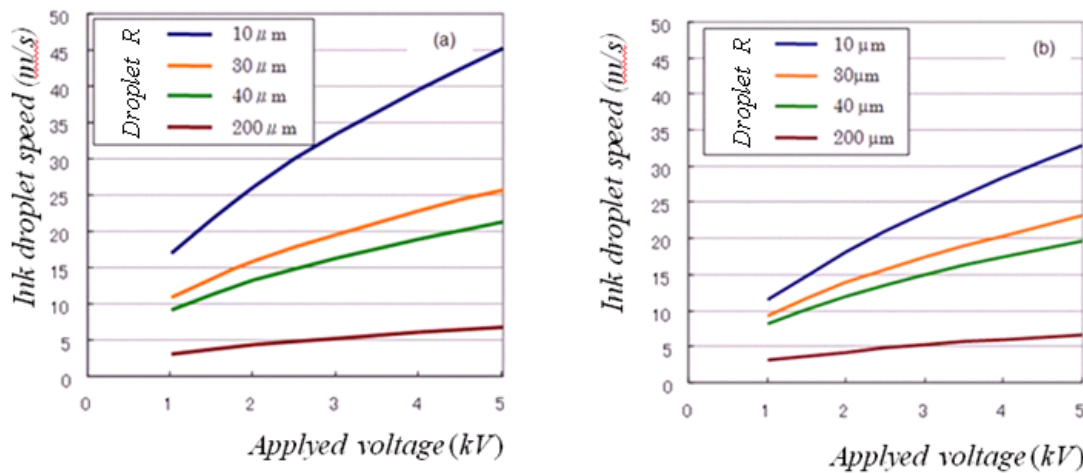 50
45
40
35
30
25
20
15
10
5
0
Ink droplet speed (m/s)
Droplet R
10 μ m
30 μ m
40 μ m
200 μ m
(a)
0 1 2 3 4 5
Applyed voltage (kV)
50
45
40
35
30
25
20
15
10
5
0
Ink droplet speed (m/s)
Droplet R
10 μm
30μm
40 μm
200 μm
(b)
0 1 2 3 4 5
Applyed voltage (kV)